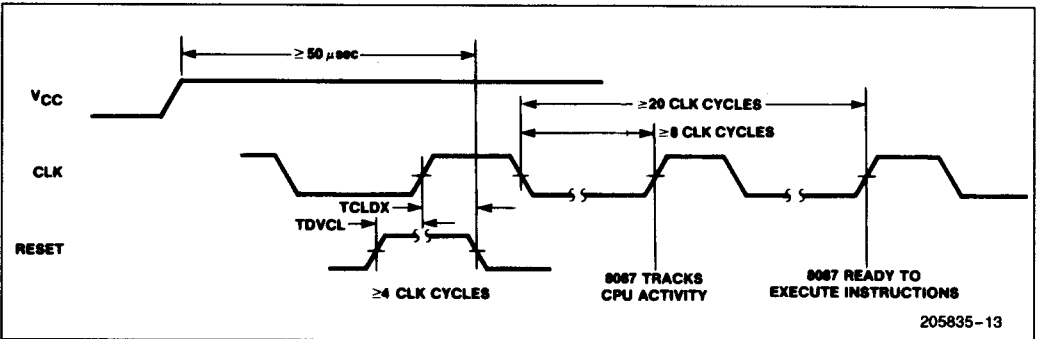 ≥ 50 μsec
VCC
≥20 CLK CYCLES
≥8 CLK CYCLES
CLK
TCLDX
TDVCL
RESET
≥4 CLK CYCLES
8087 TRACKS
CPU ACTIVITY
8087 READY TO
EXECUTE INSTRUCTIONS
205835-13